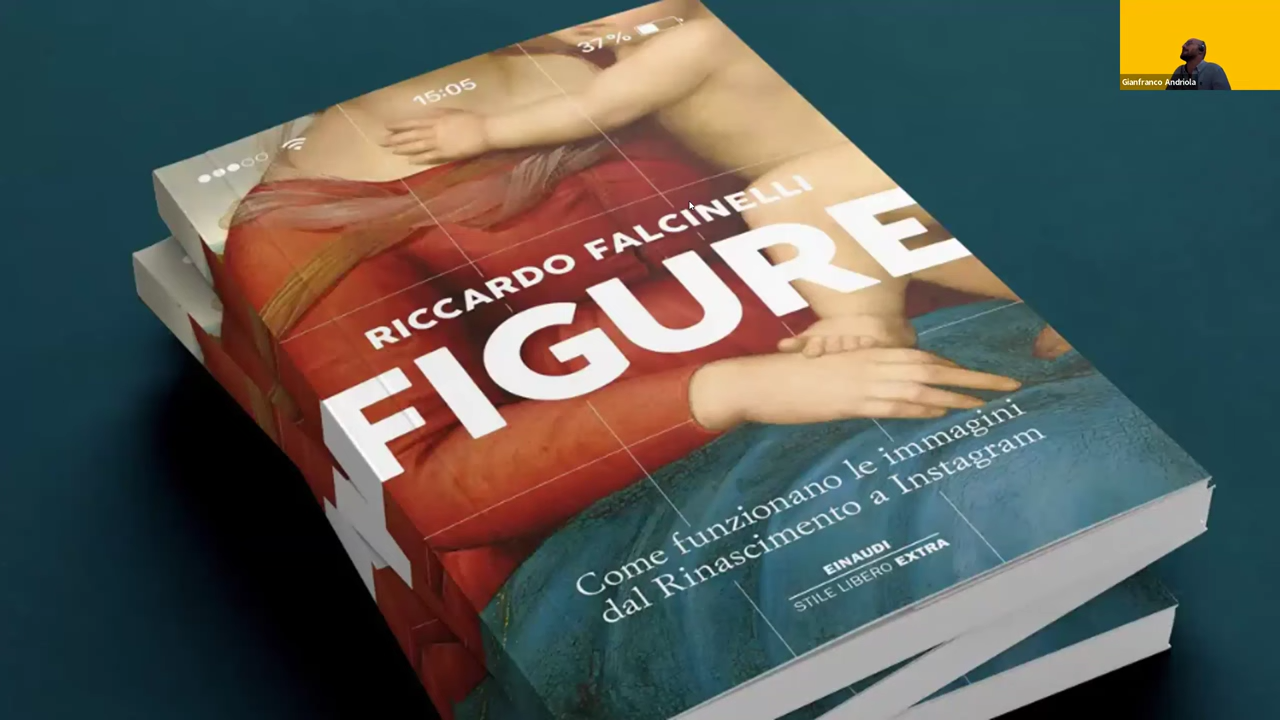 Gianfranco Andriola
37%
15:05
RICCARDO FALCINELLI
FIGURE
Come funzionano le immagini
dal Rinascimento a Instagram
EINAUDI
STILE LIBERO EXTRA